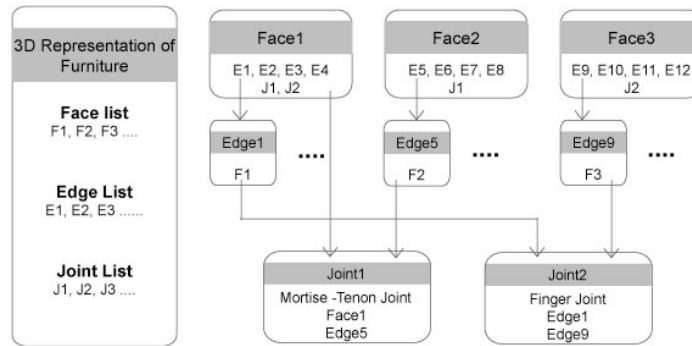 3D Representation of
Furniture
Face list
F1, F2, F3 ....
Edge List
E1, E2, E3 ......
Joint List
J1, J2, J3 ....
Face1
E1, E2, E3, E4
J1, J2
Face2
E5, E6, E7, E8
J1
Face3
E9, E10, E11, E12
J2
Edge1
F1
....
Edge5
F2
....
Edge9
F3
....
Joint1
Mortise -Tenon Joint
Face1
Edge5
Joint2
Finger Joint
Edge1
Edge9